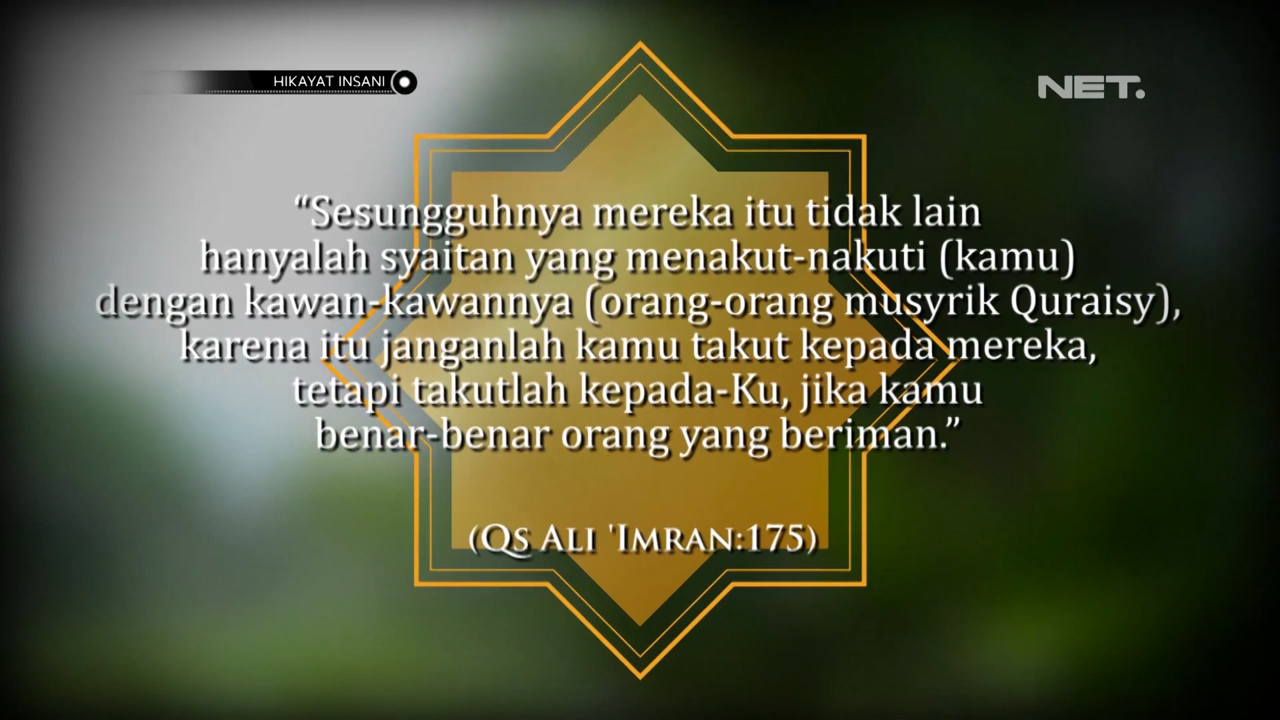 HIKAYAT INSANI
NET.
“Sesungguhnya mereka itu tidak lain
hanyalah syaitan yang menakut-nakuti (kamu)
dengan kawan-kawannya (orang-orang musyrik Quraisy),
karena itu janganlah kamu takut kepada mereka,
tetapi takutlah kepada-Ku, jika kamu
benar-benar orang yang beriman.”
(Qs Ali 'Imran:175)